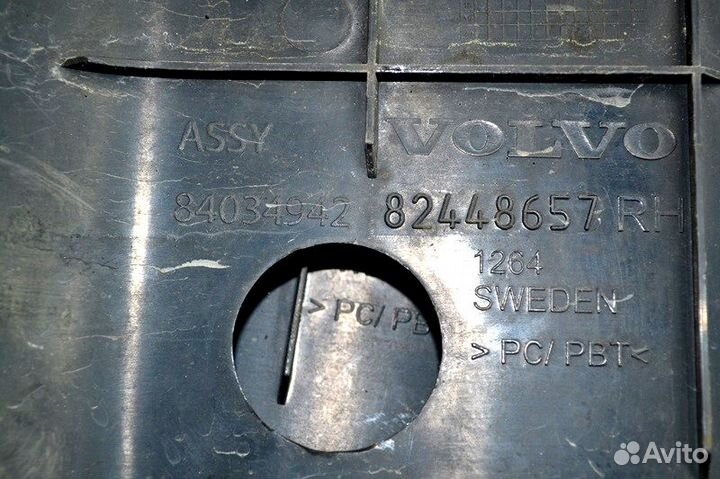 ASSY VOLVO
84034942 82448657 RH
1264
SWEDEN
> PC/ PB
> PC/ PBT<
Avito